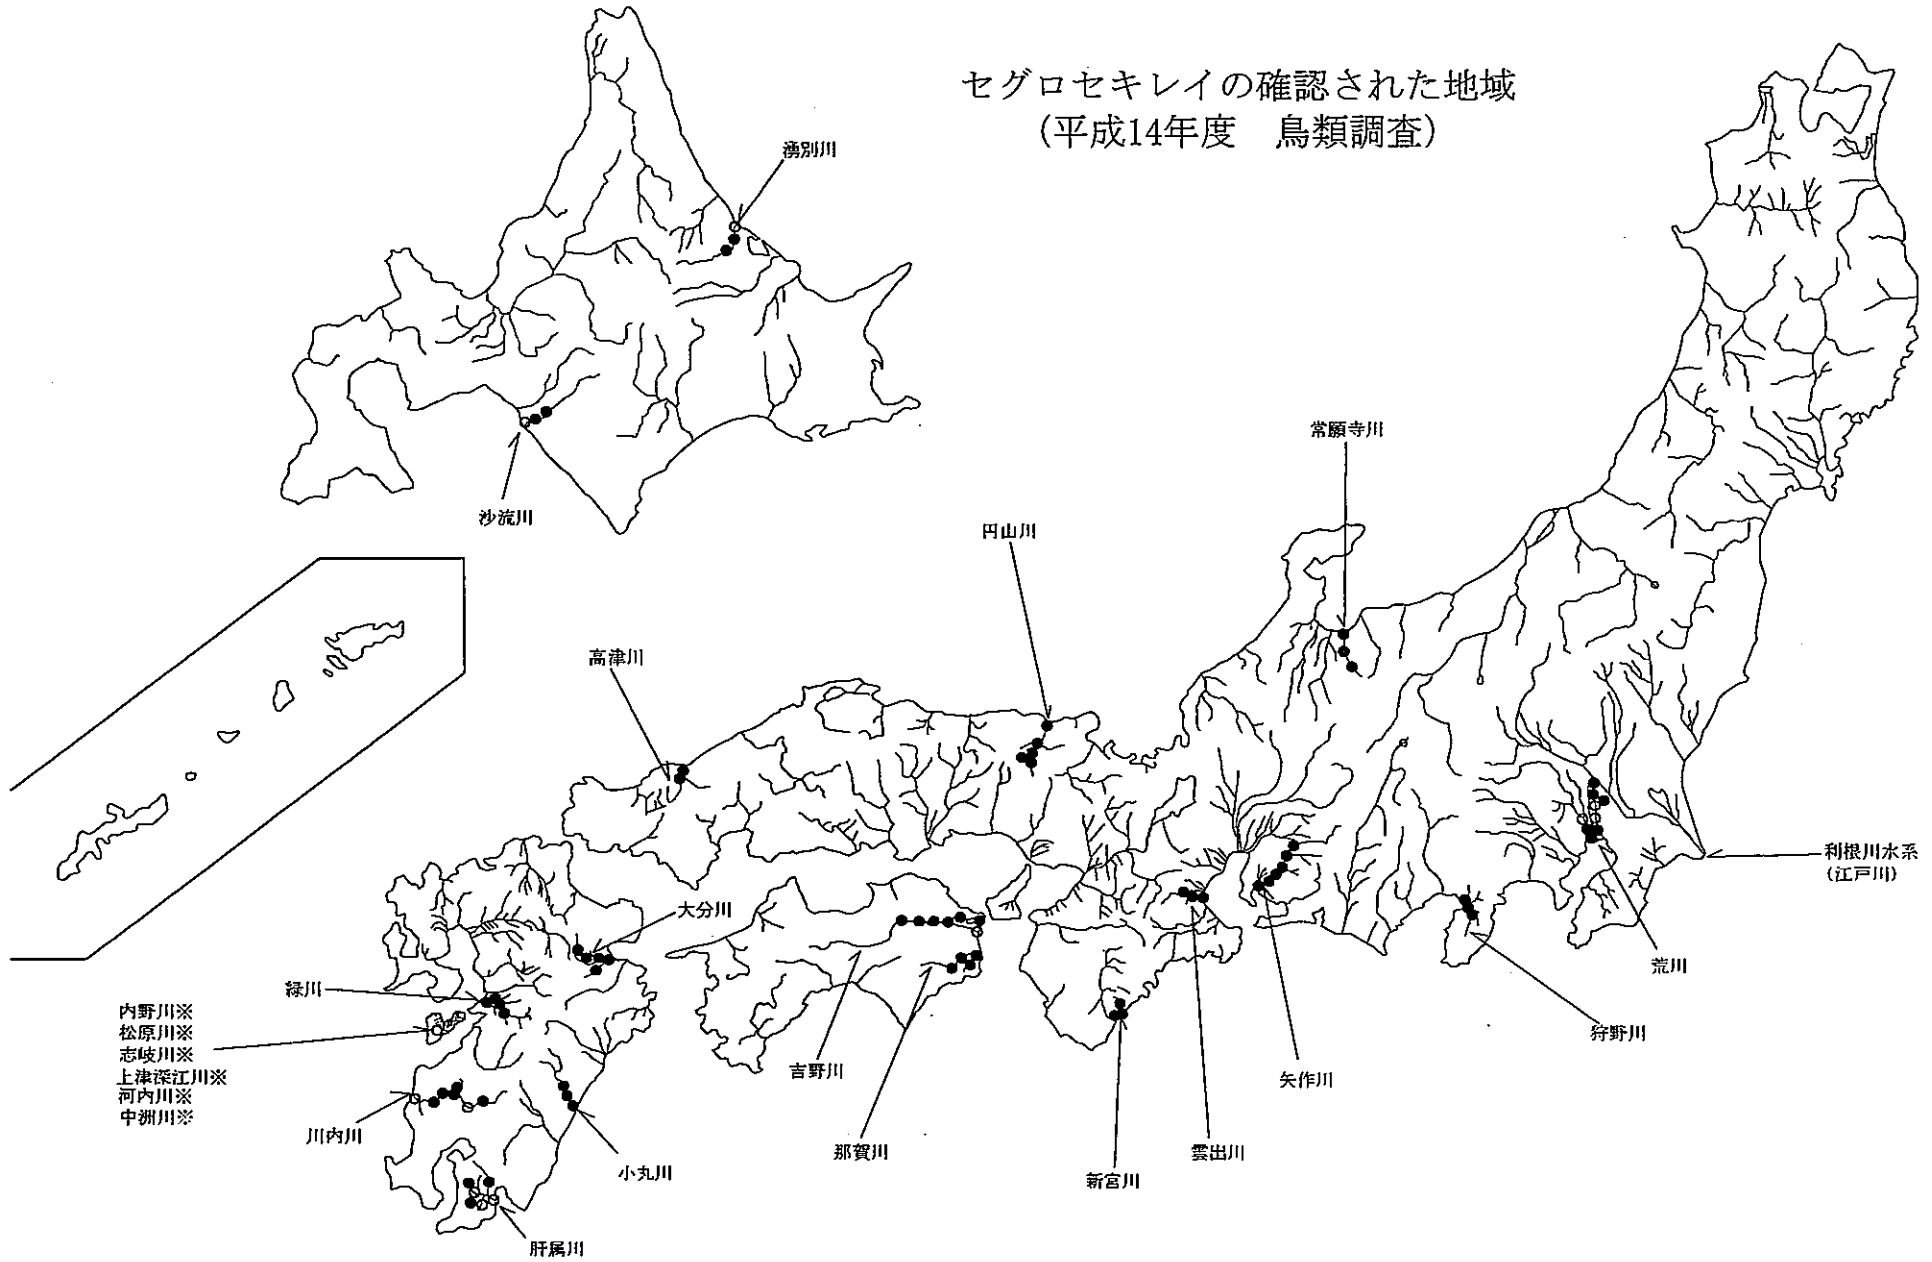 セグロセキレイの確認された地域
(平成14年度　鳥類調査)
湧別川
沙流川
常願寺川
円山川
高津川
利根川水系
(江戸川)
大分川
荒川
緑川
内野川※
松原川※
志岐川※
上津深江川※
河内川※
中洲川※
狩野川
吉野川
矢作川
川内川
那賀川
雲出川
小丸川
新宮川
肝属川